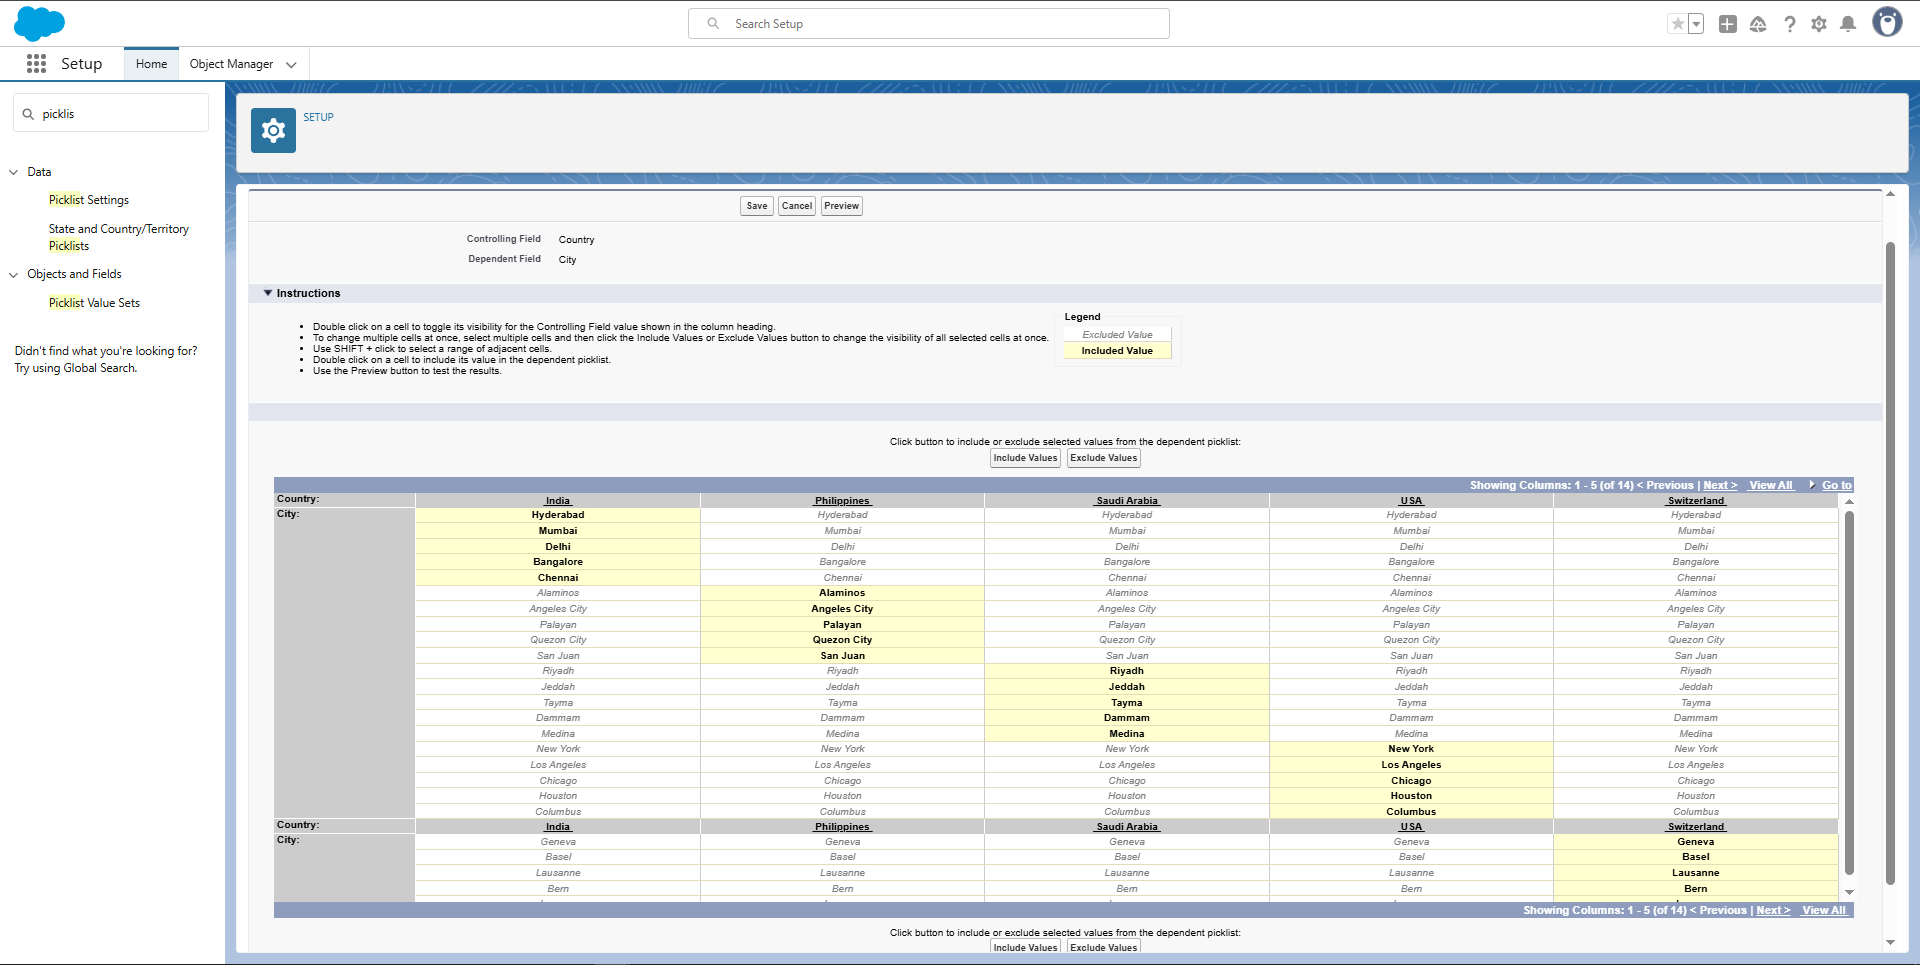 Search Setup
Setup
Home
Object Manager
picklis
Data
Picklist Settings
State and Country/Territory
Picklists
Objects and Fields
Picklist Value Sets
Didn't find what you're looking for?
Try using Global Search.
SETUP
Save Cancel Preview
Controlling Field Country
Dependent Field City
Instructions
Double click on a cell to toggle its visibility for the Controlling Field value shown in the column heading.
To change multiple cells at once, select multiple cells and then click the Include Values or Exclude Values button to change the visibility of all selected cells at once.
Use SHIFT + click to select a range of adjacent cells.
Double click on a cell to include its value in the dependent picklist.
Use the Preview button to test the results.
Legend
Excluded Value
Included Value
Click button to include or exclude selected values from the dependent picklist:
Include Values Exclude Values
Showing Columns: 1 - 5 (of 14) < Previous | Next > View All Go to
Country: India Philippines Saudi Arabia USA Switzerland
City: Hyderabad Hyderabad Hyderabad Hyderabad Hyderabad
Mumbai Mumbai Mumbai Mumbai Mumbai
Delhi Delhi Delhi Delhi Delhi
Bangalore Bangalore Bangalore Bangalore Bangalore
Chennai Chennai Chennai Chennai Chennai
Alaminos Alaminos Alaminos Alaminos Alaminos
Angeles City Angeles City Angeles City Angeles City Angeles City
Palayan Palayan Palayan Palayan Palayan
Quezon City Quezon City Quezon City Quezon City Quezon City
San Juan San Juan San Juan San Juan San Juan
Riyadh Riyadh Riyadh Riyadh Riyadh
Jeddah Jeddah Jeddah Jeddah Jeddah
Tayma Tayma Tayma Tayma Tayma
Dammam Dammam Dammam Dammam Dammam
Medina Medina Medina Medina Medina
New York New York New York New York New York
Los Angeles Los Angeles Los Angeles Los Angeles Los Angeles
Chicago Chicago Chicago Chicago Chicago
Houston Houston Houston Houston Houston
Columbus Columbus Columbus Columbus Columbus
Country: India Philippines Saudi Arabia USA Switzerland
City: Geneva Geneva Geneva Geneva Geneva
Basel Basel Basel Basel Basel
Lausanne Lausanne Lausanne Lausanne Lausanne
Bern Bern Bern Bern Bern
Showing Columns: 1 - 5 (of 14) < Previous | Next > View All
Click button to include or exclude selected values from the dependent picklist:
Include Values Exclude Values